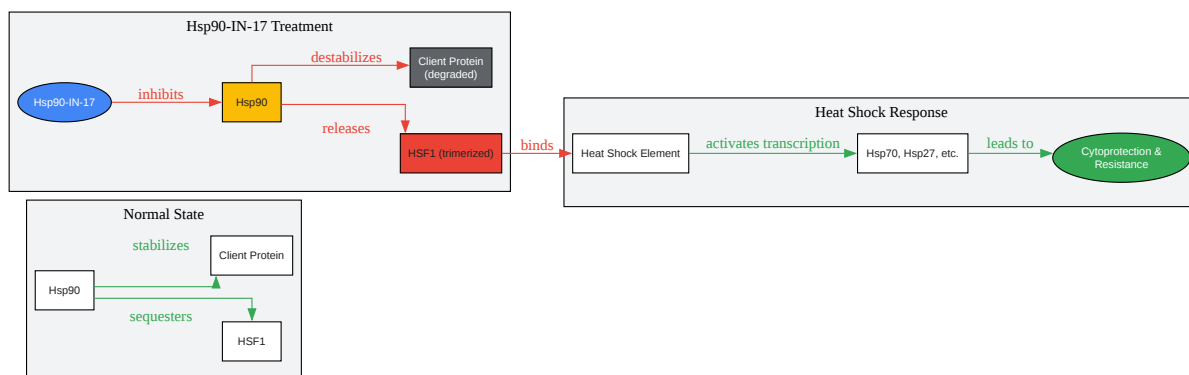 Hsp90-IN-17 Treatment
Hsp90-IN-17
inhibits
Hsp90
destabilizes
Client Protein
(degraded)
releases
HSF1 (trimerized)
binds
Heat Shock Response
Heat Shock Element
activates transcription
Hsp70, Hsp27, etc.
leads to
Cytoprotection &
Resistance
Normal State
Hsp90
stabilizes
Client Protein
sequesters
HSF1